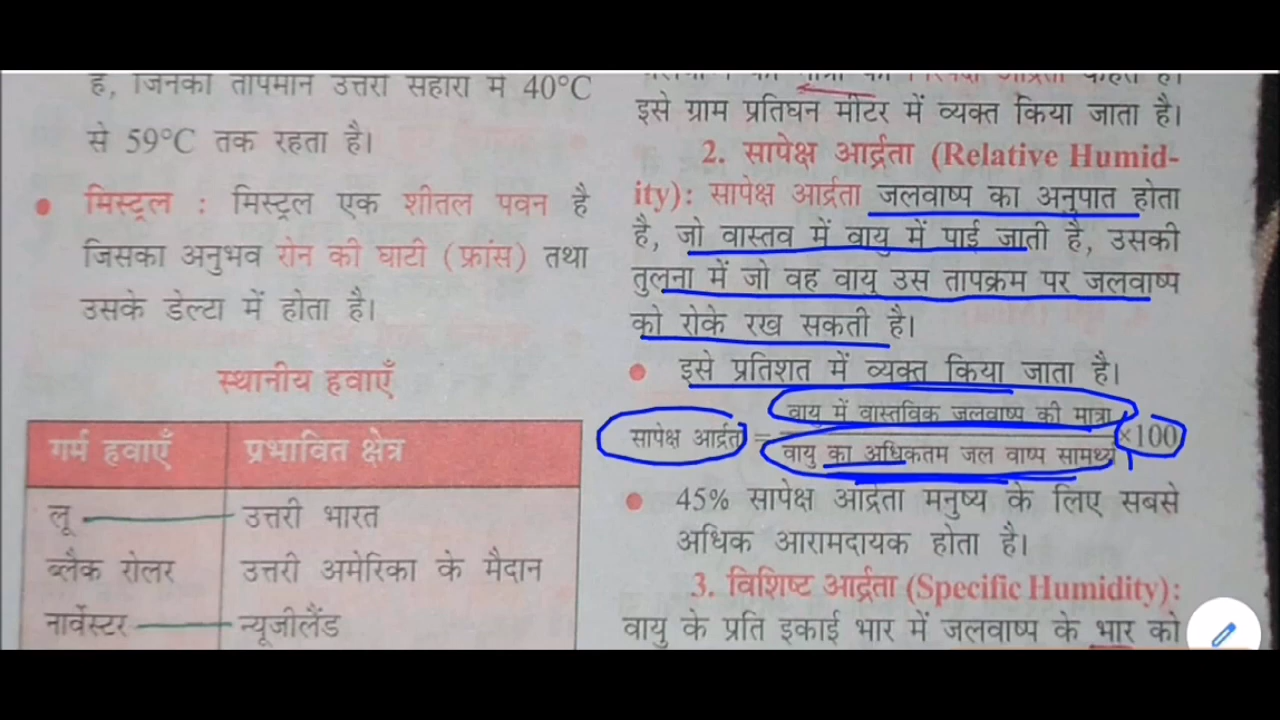 है, जिनका तापमान उत्तरी सहारा में 40°C
से 59°C तक रहता है।
● मिस्ट्रल : मिस्ट्रल एक शीतल पवन है
जिसका अनुभव रोन की घाटी (फ्रांस) तथा
उसके डेल्टा में होता है।
स्थानीय हवाएँ
गर्म हवाएँ प्रभावित क्षेत्र
लू उत्तरी भारत
ब्लैक रोलर उत्तरी अमेरिका के मैदान
नार्वेस्टर न्यूजीलैंड
की मात्रा को निरपेक्ष आर्द्रता कहते हैं।
इसे ग्राम प्रतिघन मीटर में व्यक्त किया जाता है।
2. सापेक्ष आर्द्रता (Relative Humid-
ity): सापेक्ष आर्द्रता जलवाष्प का अनुपात होता
है, जो वास्तव में वायु में पाई जाती है, उसकी
तुलना में जो वह वायु उस तापक्रम पर जलवाष्प
को रोके रख सकती है।
● इसे प्रतिशत में व्यक्त किया जाता है।
वायु में वास्तविक जलवाष्प की मात्रा
सापेक्ष आर्द्रता = ×100
वायु का अधिकतम जल वाष्प सामर्थ्य
● 45% सापेक्ष आर्द्रता मनुष्य के लिए सबसे
अधिक आरामदायक होता है।
3. विशिष्ट आर्द्रता (Specific Humidity):
वायु के प्रति इकाई भार में जलवाष्प के भार को